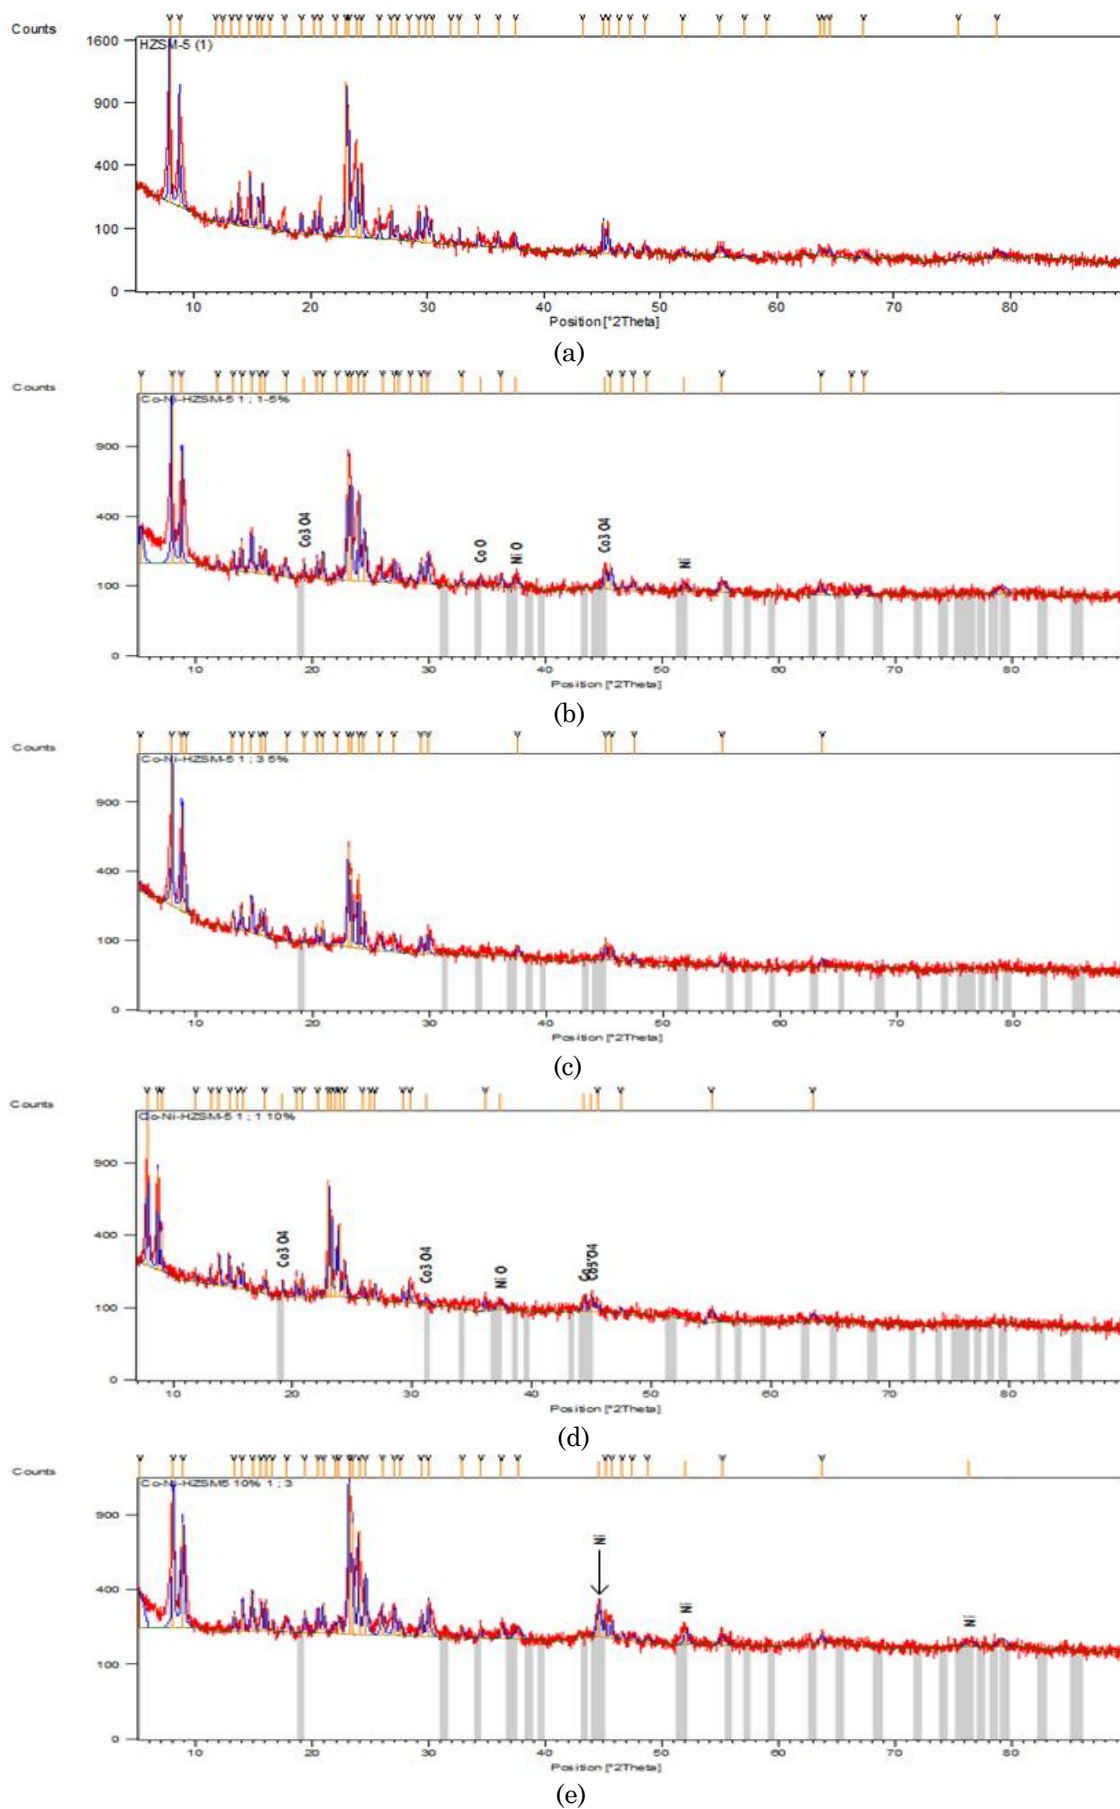 Counts
1600
HZSM-5 (1)
900
400
100
0
10 20 30 40 50 60 70 80
Position [°2Theta]
(a)
Counts
Co-Ni-HZSM-5 1 ; 1-5%
900
400
Co3 O4
Co O
Ni O
Co3 O4
Ni
100
0
10 20 30 40 50 60 70 80
Position [°2Theta]
(b)
Counts
Co-Ni-HZSM-5 1 ; 3 5%
900
400
100
0
10 20 30 40 50 60 70 80
Position [°2Theta]
(c)
Counts
Co-Ni-HZSM-5 1 ; 1 10%
900
400
Co3 O4
Co3 O4
Ni O
Co
100
0
10 20 30 40 50 60 70 80
Position [°2Theta]
(d)
Counts
Co-Ni-HZSM5 10% 1 ; 3
900
Ni
400
Ni
Ni
100
0
10 20 30 40 50 60 70 80
Position [°2Theta]
(e)